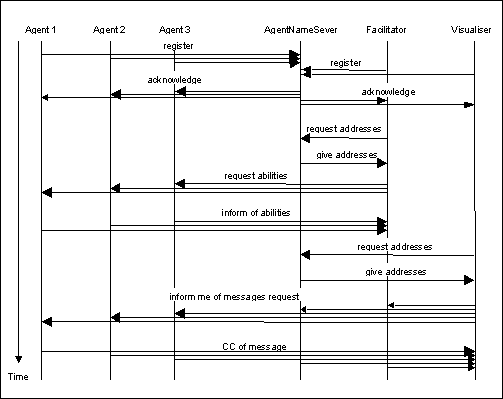 Agent 1 Agent 2 Agent 3 AgentNameSever Facilitator Visualiser
register
register
acknowledge
acknowledge
request addresses
give addresses
request abilities
inform of abilities
request addresses
give addresses
inform me of messages request
CC of message
Time